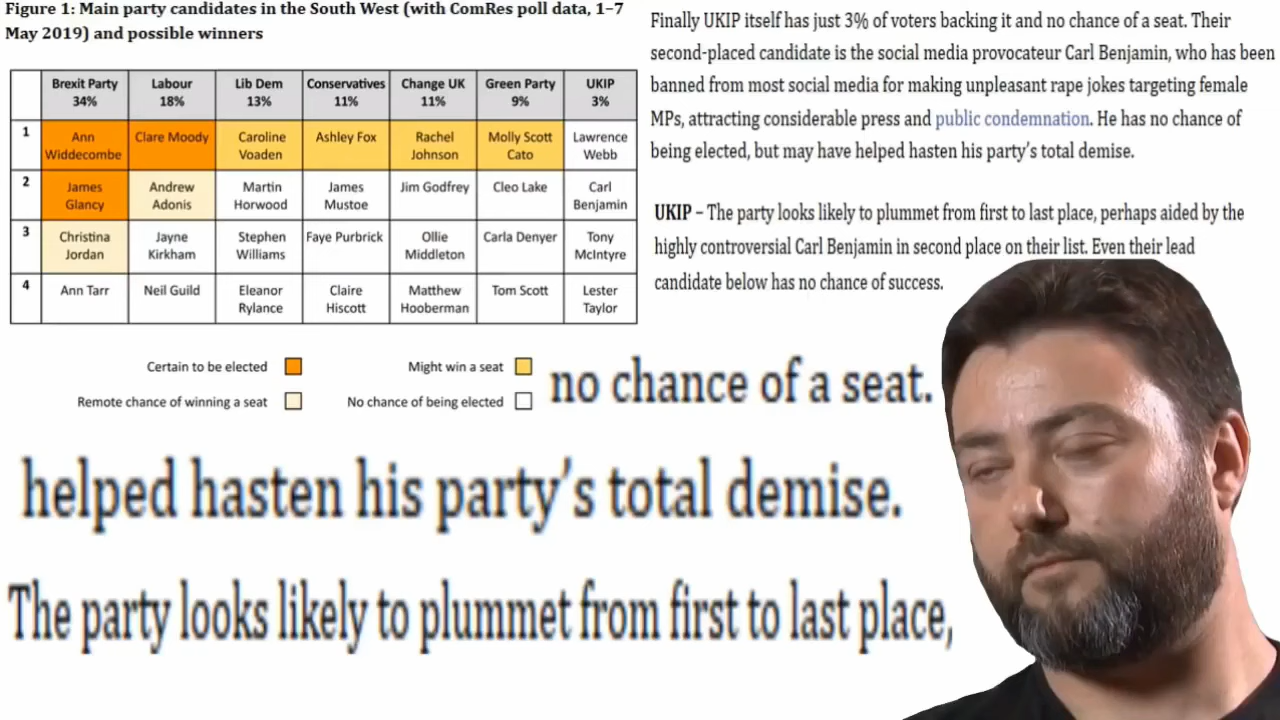 Figure 1: Main party candidates in the South West (with ComRes poll data, 1–7
May 2019) and possible winners
Brexit Party 34% Labour 18% Lib Dem 13% Conservatives 11% Change UK 11% Green Party 9% UKIP 3%
1 Ann Widdecombe Clare Moody Caroline Voaden Ashley Fox Rachel Johnson Molly Scott Cato Lawrence Webb
2 James Glancy Andrew Adonis Martin Horwood James Mustoe Jim Godfrey Cleo Lake Carl Benjamin
3 Christina Jordan Jayne Kirkham Stephen Williams Faye Purbrick Ollie Middleton Carla Denyer Tony McIntyre
4 Ann Tarr Neil Guild Eleanor Rylance Claire Hiscott Matthew Hooberman Tom Scott Lester Taylor
Certain to be elected Might win a seat
Remote chance of winning a seat No chance of being elected
Finally UKIP itself has just 3% of voters backing it and no chance of a seat. Their
second-placed candidate is the social media provocateur Carl Benjamin, who has been
banned from most social media for making unpleasant rape jokes targeting female
MPs, attracting considerable press and public condemnation. He has no chance of
being elected, but may have helped hasten his party's total demise.
UKIP – The party looks likely to plummet from first to last place, perhaps aided by the
highly controversial Carl Benjamin in second place on their list. Even their lead
candidate below has no chance of success.
no chance of a seat.
helped hasten his party's total demise.
The party looks likely to plummet from first to last place,